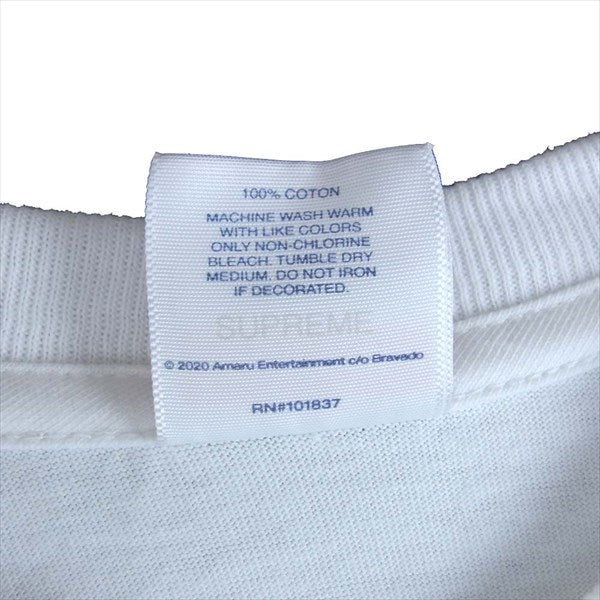 100% COTON
MACHINE WASH WARM
WITH LIKE COLORS
ONLY NON-CHLORINE
BLEACH. TUMBLE DRY
MEDIUM. DO NOT IRON
IF DECORATED.
SUPREME
© 2020 Amaru Entertainment c/o Bravado
RN#101837